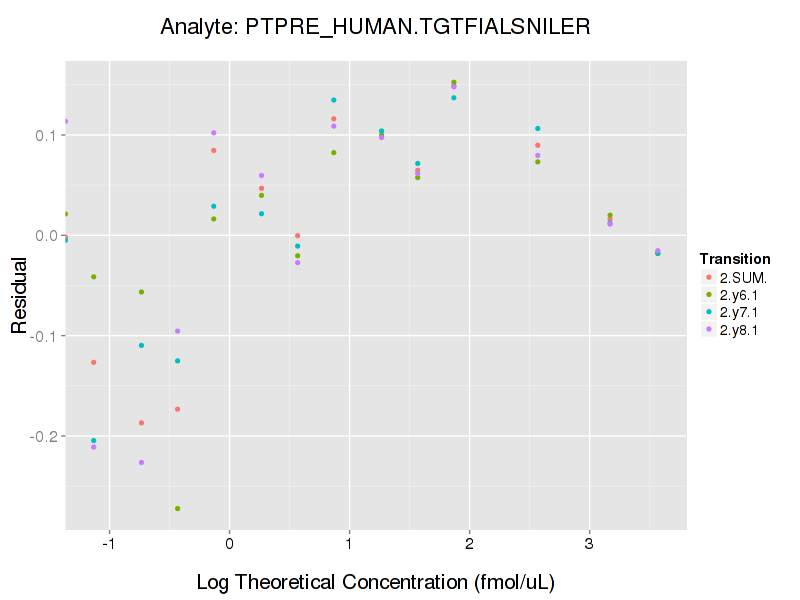 Analyte: PTPRE_HUMAN.TGTFIALSNILER
Residual
0.1
0.0
-0.1
-0.2
-1
0
1
2
3
Log Theoretical Concentration (fmol/uL)
Transition
2.SUM.
2.y6.1
2.y7.1
2.y8.1